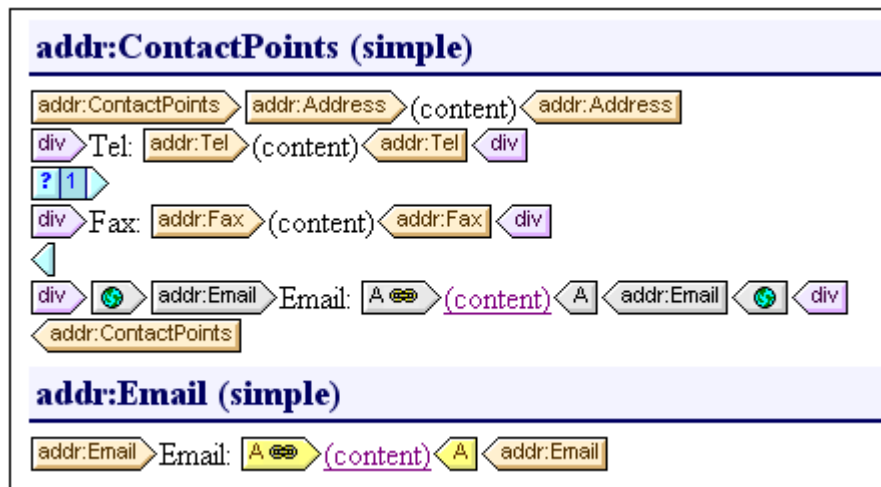 addr:ContactPoints (simple)
addr:ContactPoints addr:Address (content) addr:Address
div Tel: addr:Tel (content) addr:Tel div
? 1
div Fax: addr:Fax (content) addr:Fax div
div addr:Email Email: A (content) A addr:Email div
addr:ContactPoints
addr:Email (simple)
addr:Email Email: A (content) A addr:Email